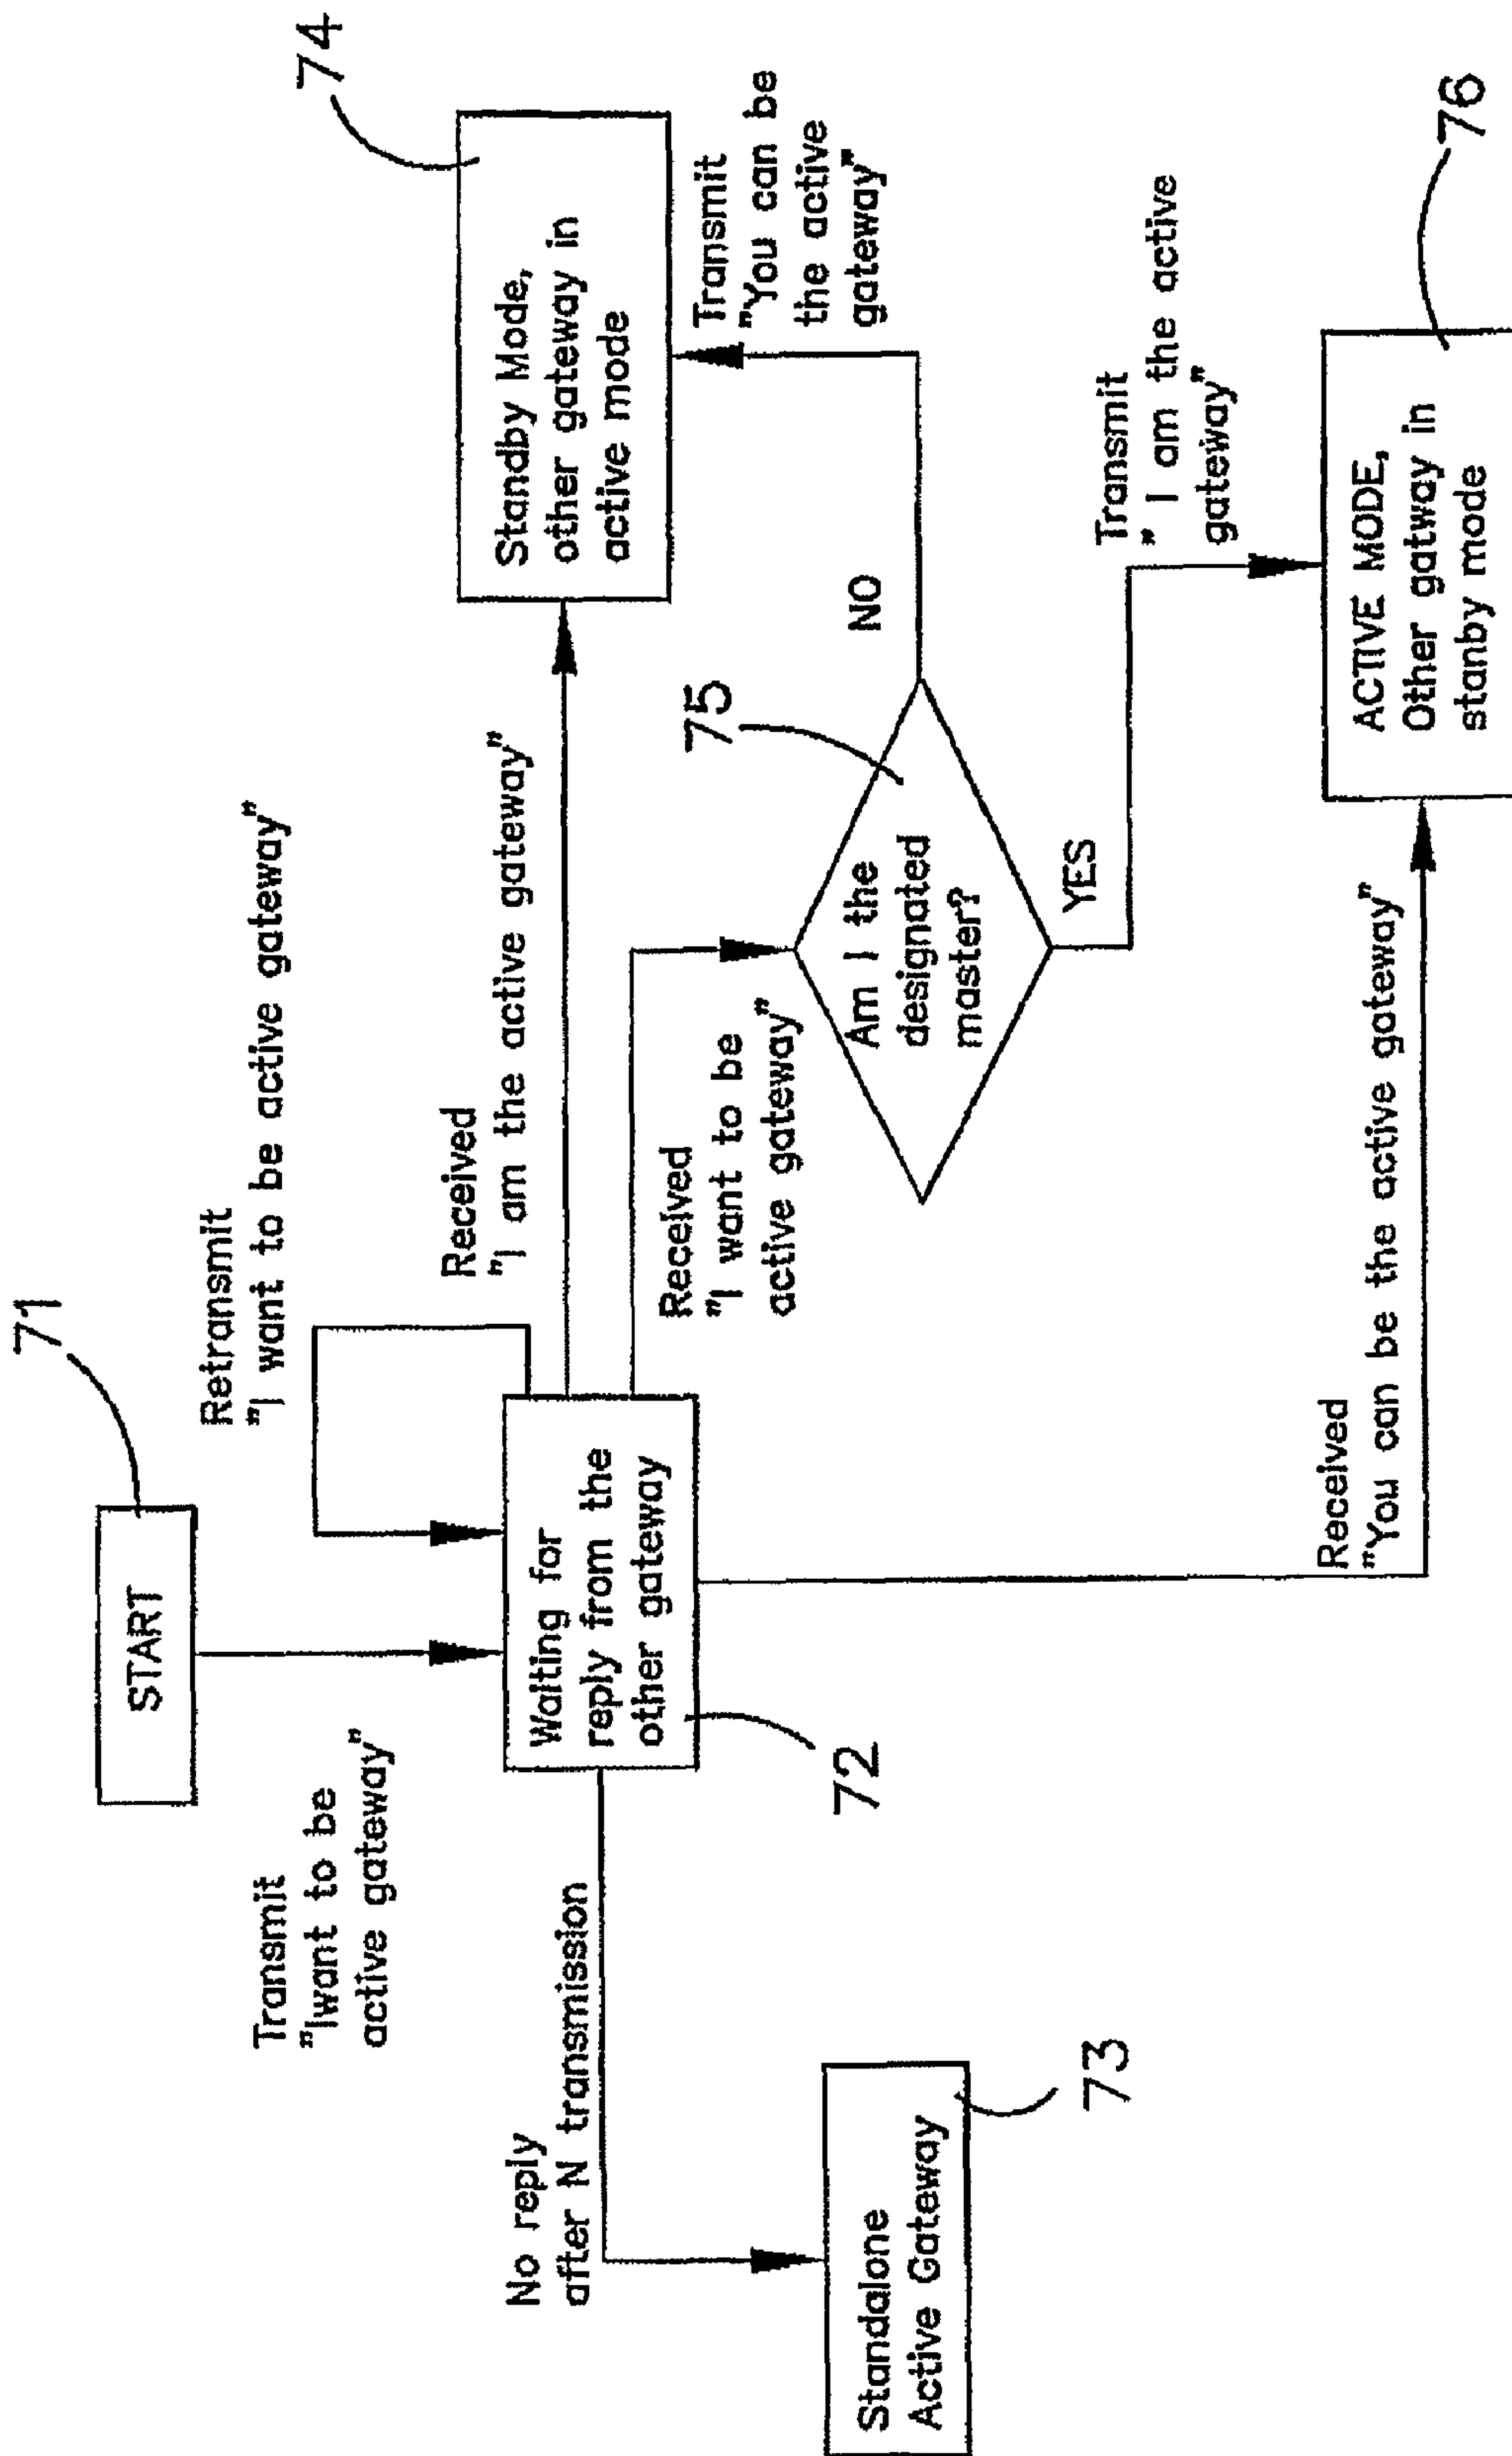 71
START
Transmit
"Iwant to be
active gateway"
Retransmit
"I want to be active gateway"
Waiting for
reply from the
other gateway
72
No reply
after N transmission
Standalone
Active Gateway
73
Received
"I am the active gateway"
74
Standby Mode,
other gateway in
active mode
Received
"I want to be
active gateway"
75
Am I the
designated
master?
NO
Transmit
"You can be
the active
gateway"
YES
Transmit
" I am the active
gateway"
Received
"You can be the active gateway"
76
ACTIVE MODE,
Other gatway in
stanby mode